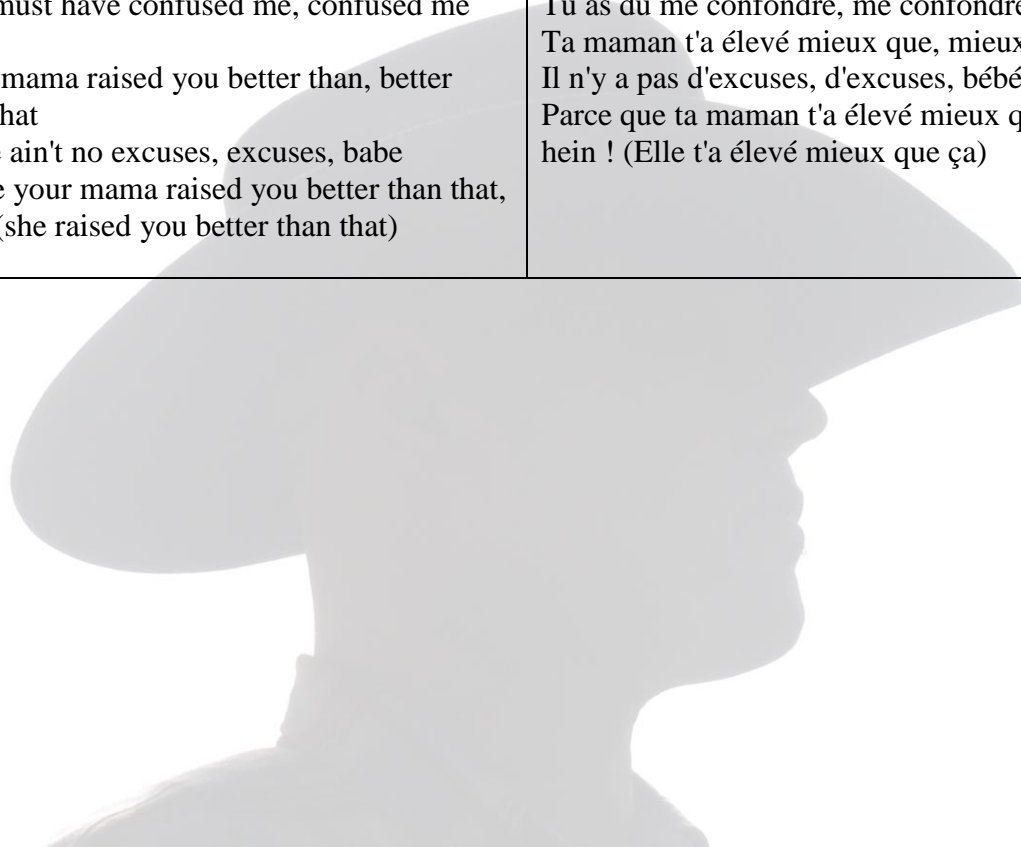 must have confused me, confused me
mama raised you better than, better
hat
ain't no excuses, excuses, babe
your mama raised you better than that,
(she raised you better than that)
Tu as dû me confondre, me confondre
Ta maman t'a élevé mieux que, mieux
Il n'y a pas d'excuses, d'excuses, bébé
Parce que ta maman t'a élevé mieux q
hein ! (Elle t'a élevé mieux que ça)